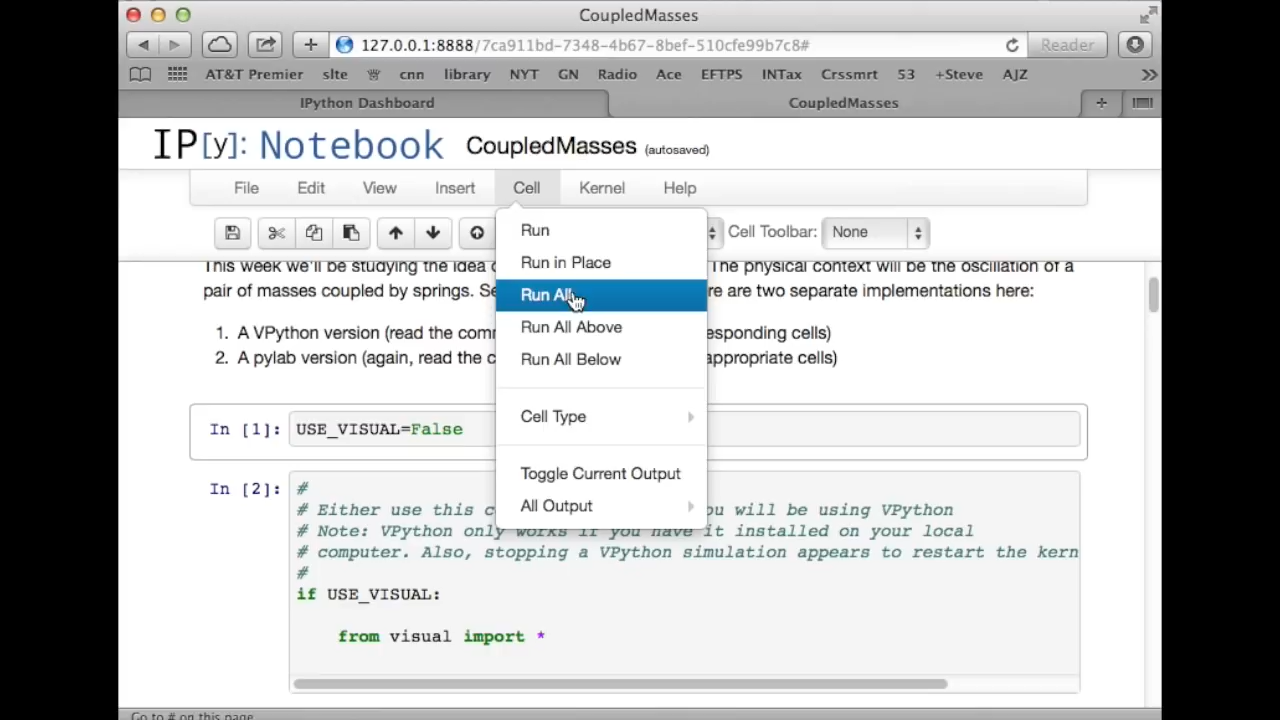 CoupledMasses
127.0.0.1:8888/7ca911bd-7348-4b67-8bef-510cfe99b7c8#
Reader
AT&T Premier slte cnn library NYT GN Radio Ace EFTPS INTax Crssmrt 53 +Steve AJZ
IPython Dashboard CoupledMasses
IP[y]: Notebook CoupledMasses (autosaved)
File Edit View Insert Cell Kernel Help
Cell Toolbar: None
Run
Run in Place
Run All
Run All Above
Run All Below
Cell Type
Toggle Current Output
All Output
This week we'll be studying the idea The physical context will be the oscillation of a
pair of masses coupled by springs. re are two separate implementations here:
1. A VPython version (read the sponding cells)
2. A pylab version (again, read the appropriate cells)
In [1]: USE_VISUAL=False
In [2]: #
# Either use this ou will be using VPython
# Note: VPython only works if you have it installed on your local
# computer. Also, stopping a VPython simulation appears to restart the kern
#
if USE_VISUAL:
from visual import *
Go to # on this page